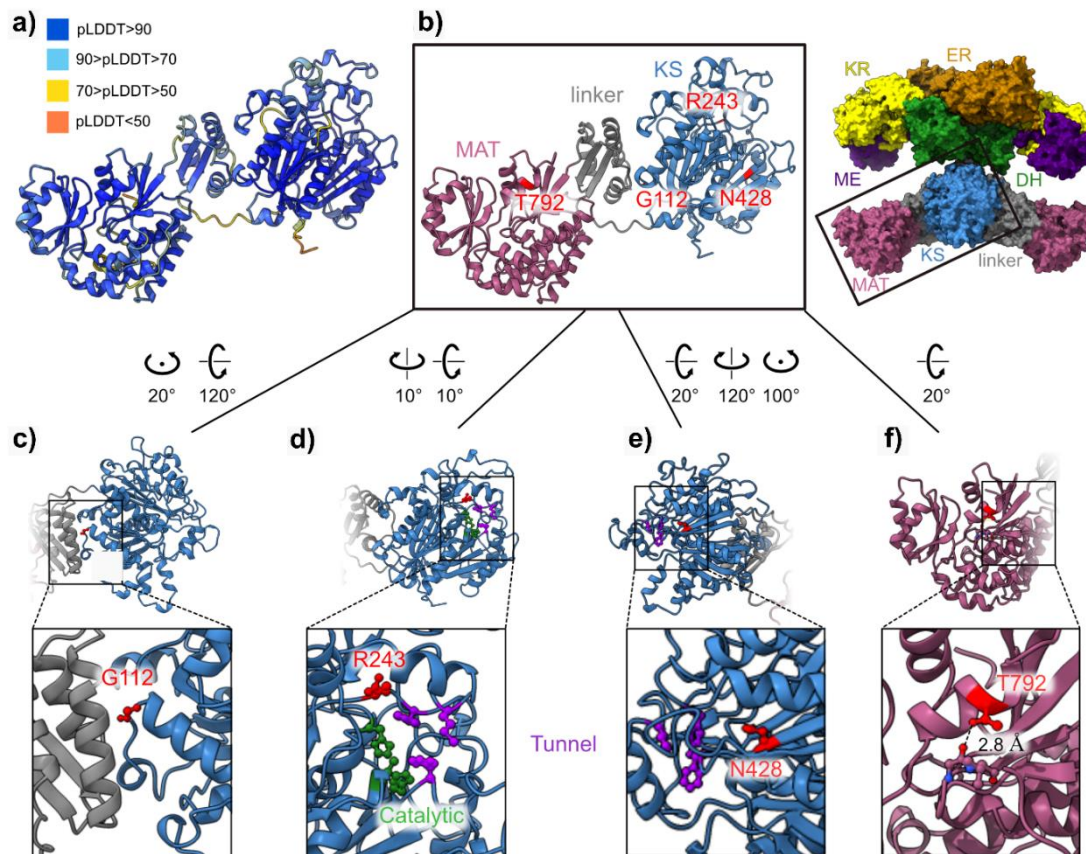 a)
pLDDT>90
90>pLDDT>70
70>pLDDT>50
pLDDT<50
b)
KS
R243
linker
MAT
T792
G112
N428
ER
KR
ME
DH
KS
linker
MAT
20°
120°
10°
10°
20°
120°
100°
20°
c)
d)
e)
f)
G112
R243
Catalytic
Tunnel
N428
T792
2.8 Å